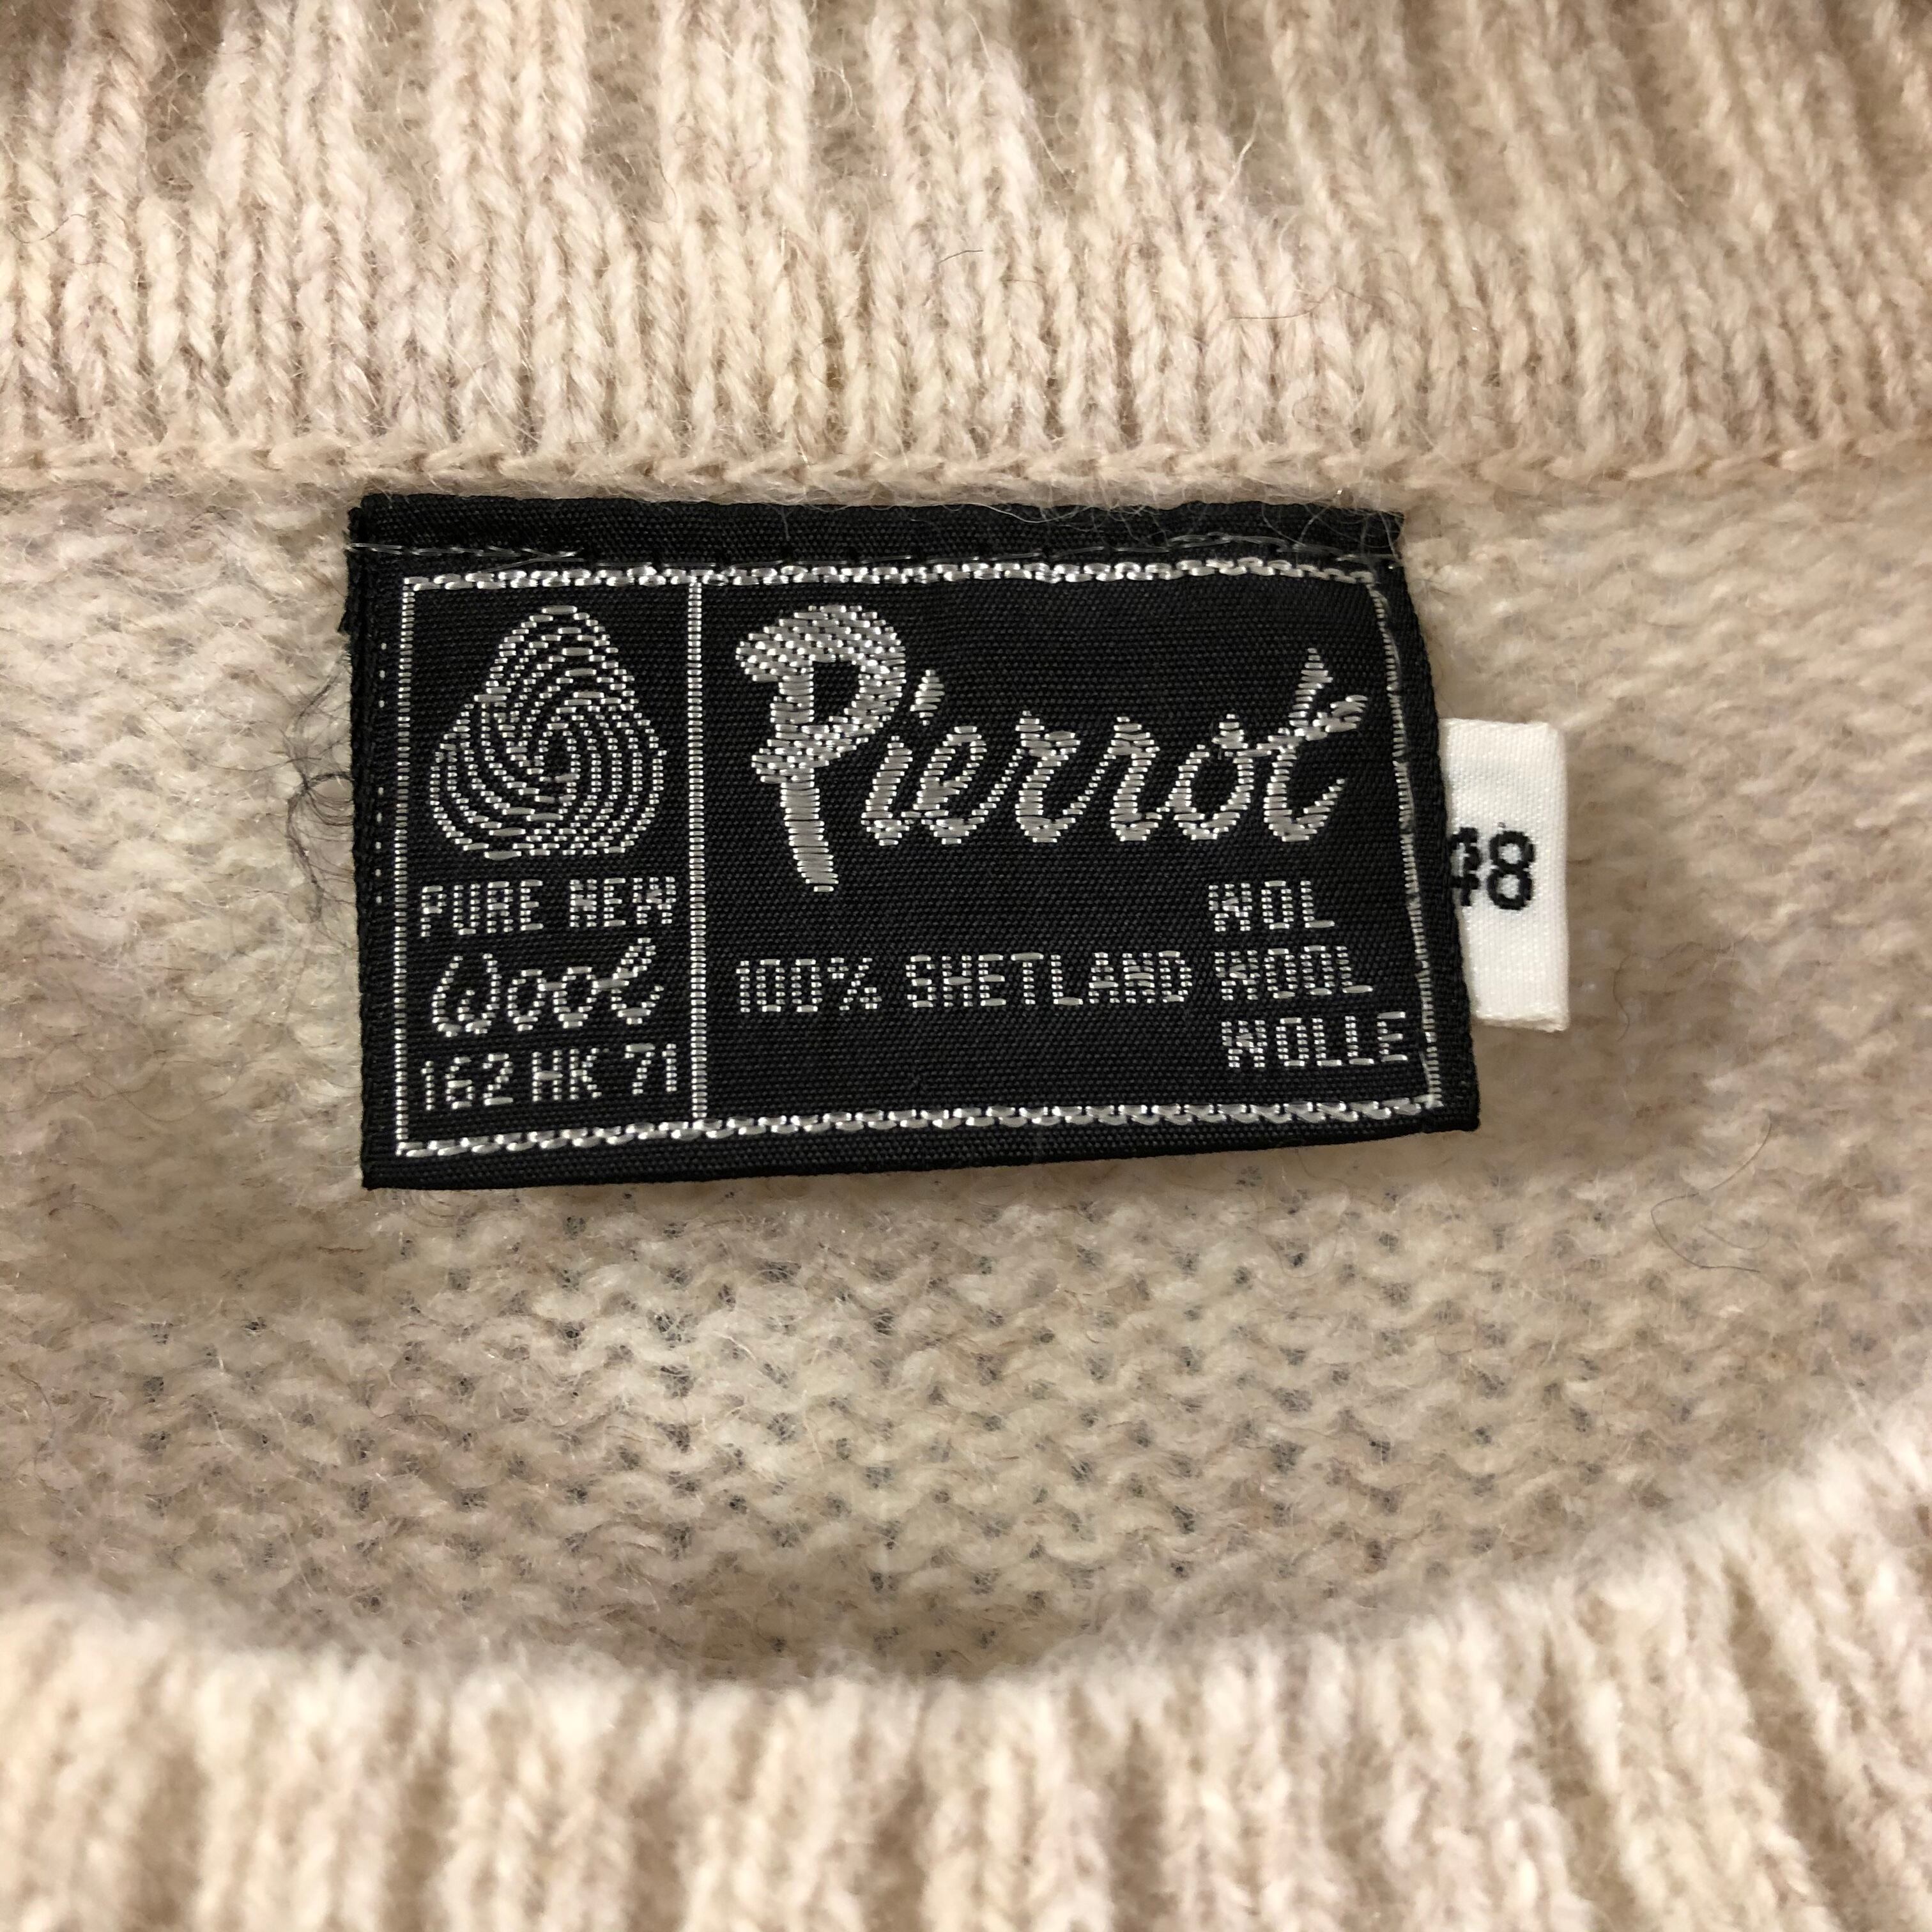 Pierrot
PURE NEW
Wool
162 HK 71
WOL
100% SHETLAND WOOL
WOLLE
48